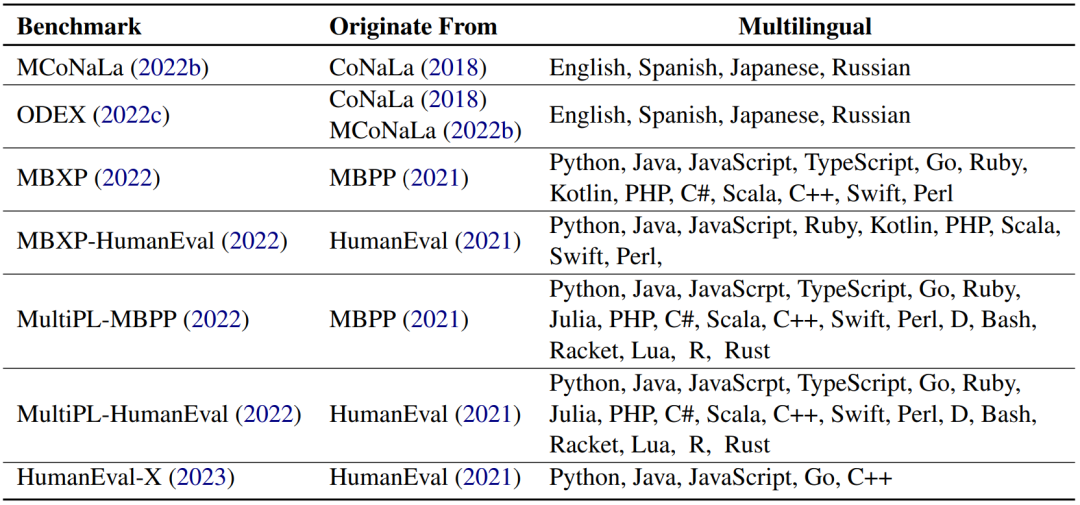 Benchmark Originate From Multilingual
MCoNaLa (2022b) CoNaLa (2018) English, Spanish, Japanese, Russian
ODEX (2022c) CoNaLa (2018) English, Spanish, Japanese, Russian
MCoNaLa (2022b)
MBXP (2022) MBPP (2021) Python, Java, JavaScript, TypeScript, Go, Ruby,
Kotlin, PHP, C#, Scala, C++, Swift, Perl
MBXP-HumanEval (2022) HumanEval (2021) Python, Java, JavaScript, Ruby, Kotlin, PHP, Scala,
Swift, Perl,
MultiPL-MBPP (2022) MBPP (2021) Python, Java, JavaScrpt, TypeScript, Go, Ruby,
Julia, PHP, C#, Scala, C++, Swift, Perl, D, Bash,
Racket, Lua, R, Rust
MultiPL-HumanEval (2022) HumanEval (2021) Python, Java, JavaScrpt, TypeScript, Go, Ruby,
Julia, PHP, C#, Scala, C++, Swift, Perl, D, Bash,
Racket, Lua, R, Rust
HumanEval-X (2023) HumanEval (2021) Python, Java, JavaScript, Go, C++